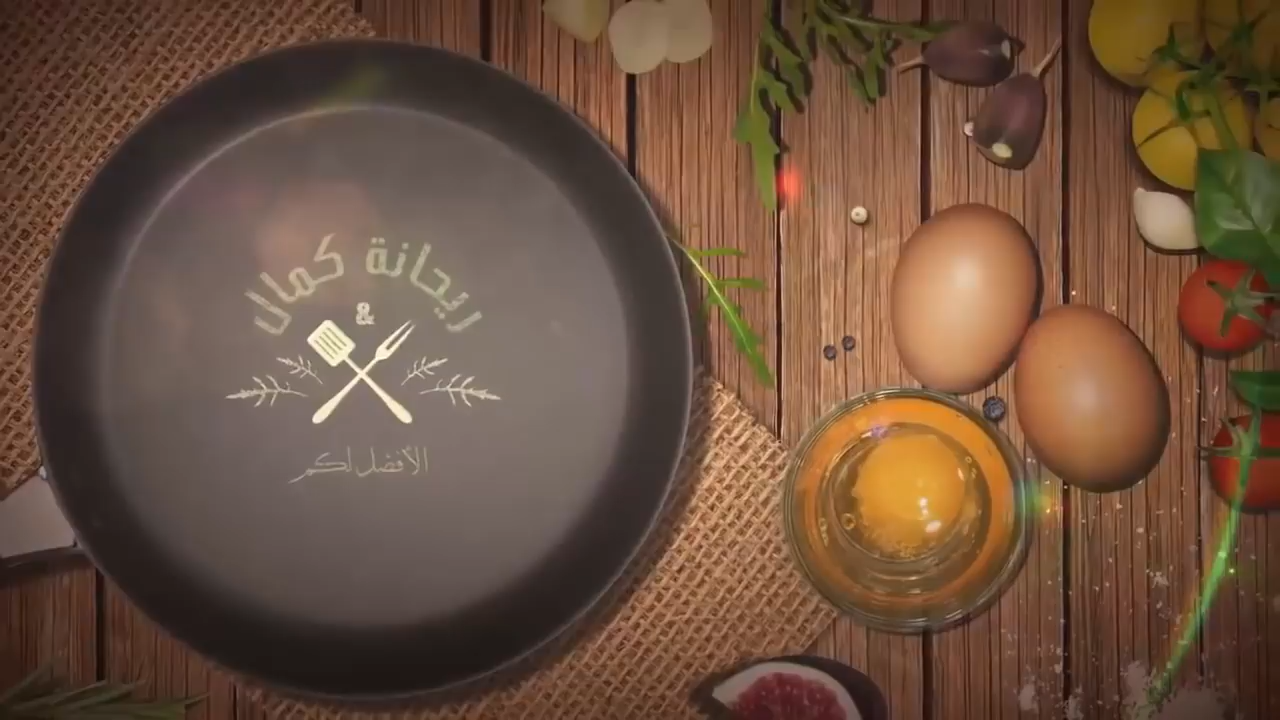 ريحانة كمال
&
الأفضل لكم